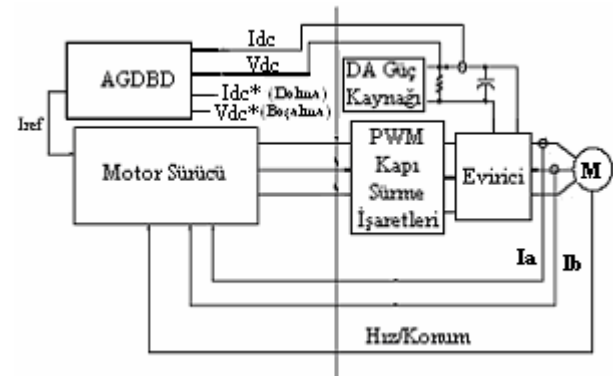 Idc
AGDBD
Vdc
Idc* (Dolma)
Vdc* (Boşalma)
Iref
DA Güç
Kaynağı
Motor Sürücü
PWM
Kapı
Sürme
İşaretleri
Evirici
M
Ia
Ib
Hız/Konum